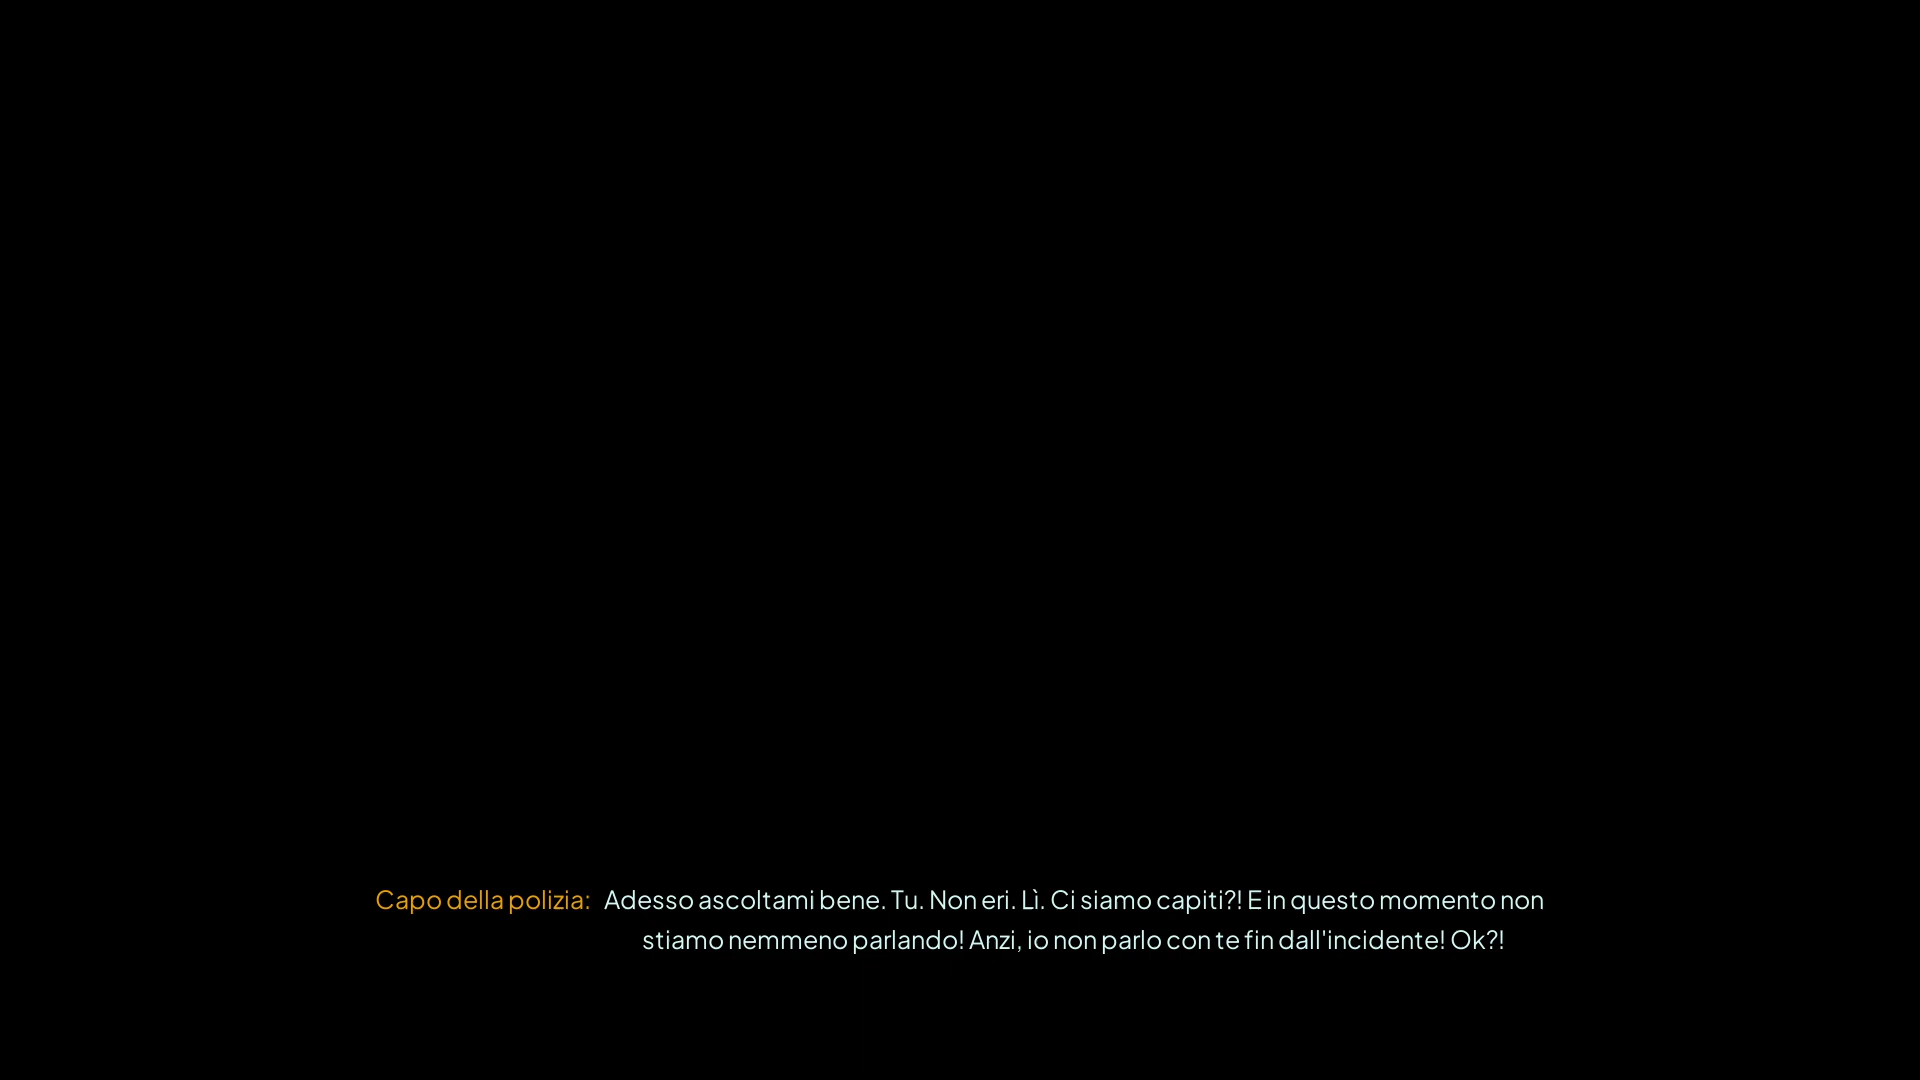 Capo della polizia: Adesso ascoltami bene. Tu. Non eri. Lì. Ci siamo capiti?! E in questo momento non
stiamo nemmeno parlando! Anzi, io non parlo con te fin dall'incidente! Ok?!